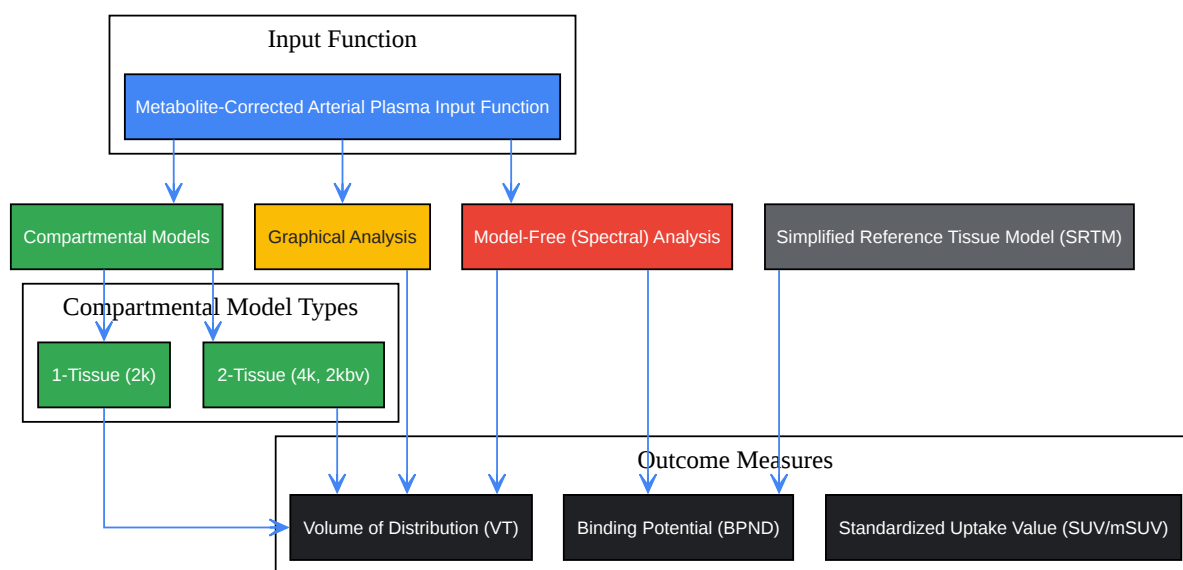 Input Function
Metabolite-Corrected Arterial Plasma Input Function
Compartmental Models
Graphical Analysis
Model-Free (Spectral) Analysis
Simplified Reference Tissue Model (SRTM)
Compartmental Model Types
1-Tissue (2k)
2-Tissue (4k, 2kbv)
Outcome Measures
Volume of Distribution (VT)
Binding Potential (BPND)
Standardized Uptake Value (SUV/mSUV)